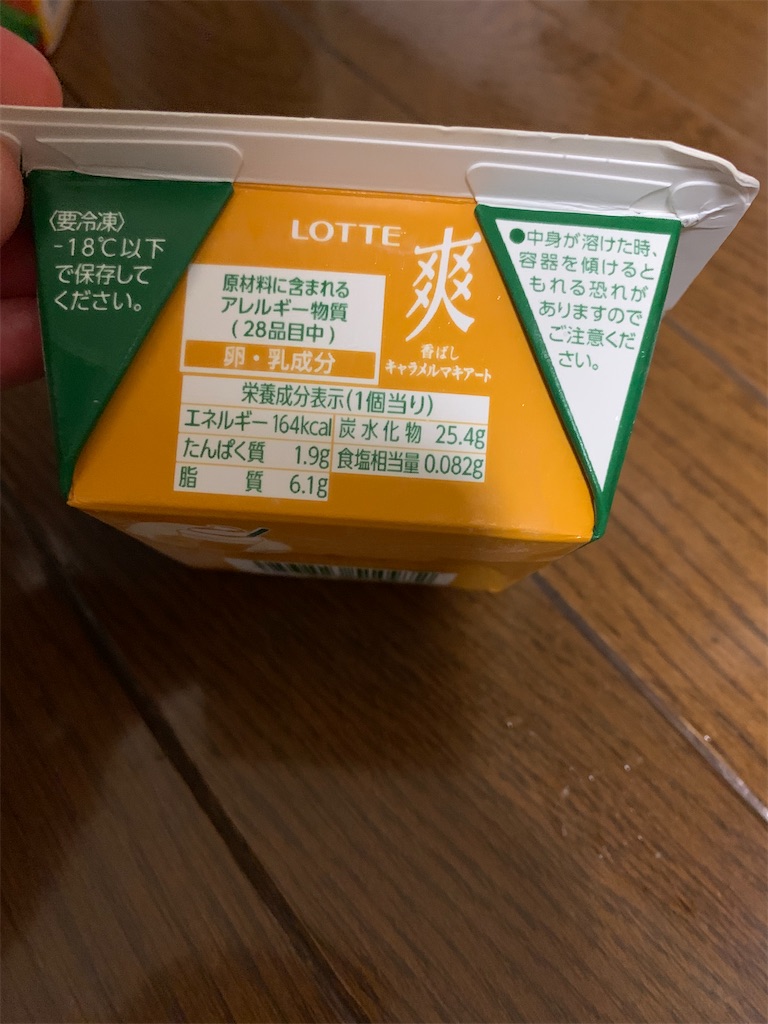 〈要冷凍〉
-18℃以下
で保存して
ください。
LOTTE
爽
香ばし
キャラメルマキアート
原材料に含まれる
アレルギー物質
(28品目中)
卵・乳成分
栄養成分表示(1個当り)
エネルギー 164kcal 炭水化物 25.4g
たんぱく質 1.9g 食塩相当量 0.082g
脂質 6.1g
●中身が溶けた時、
容器を傾けると
もれる恐れが
ありますので
ご注意くだ
さい。